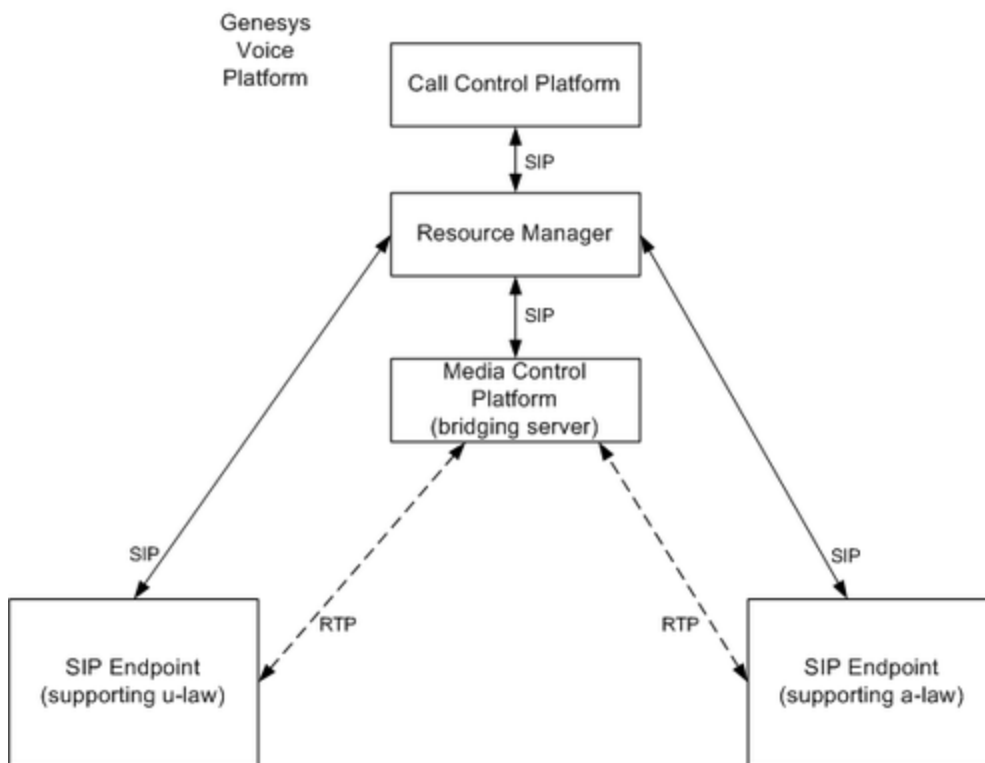 Genesys
Voice
Platform
Call Control Platform
SIP
Resource Manager
SIP
Media Control
Platform
(bridging server)
SIP
SIP
RTP
RTP
SIP Endpoint
(supporting u-law)
SIP Endpoint
(supporting a-law)